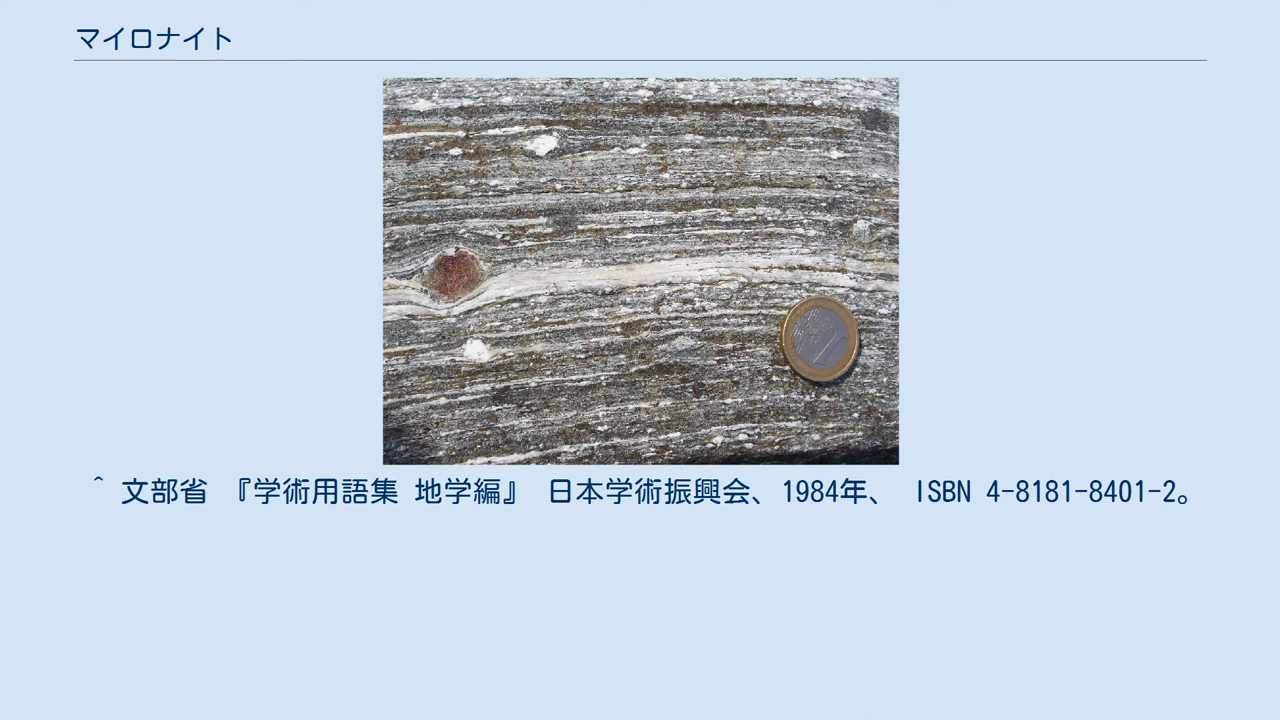 マイロナイト
^ 文部省 『学術用語集 地学編』 日本学術振興会、1984年、 ISBN 4-8181-8401-2。